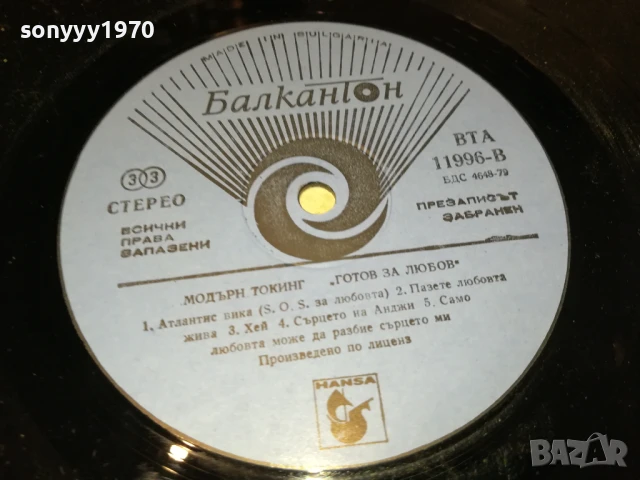 sonyyy1970
MADE IN BULGARIA
Балкантон
33
СТЕРЕО
ВСИЧКИ
ПРАВА
ЗАПАЗЕНИ
ВТА
11996-В
БДС 4648-79
ПРЕЗАПИСЪТ
ЗАБРАНЕН
МОДЪРН ТОКИНГ „ГОТОВ ЗА ЛЮБОВ“
1. Атлантис вика (S. O. S. за любовта) 2. Пазете любовта
жива 3. Хей 4. Сърцето на Анджи 5. Само
любовта може да разбие сърцето ми
Произведено по лиценз
HANSA
BAZAR